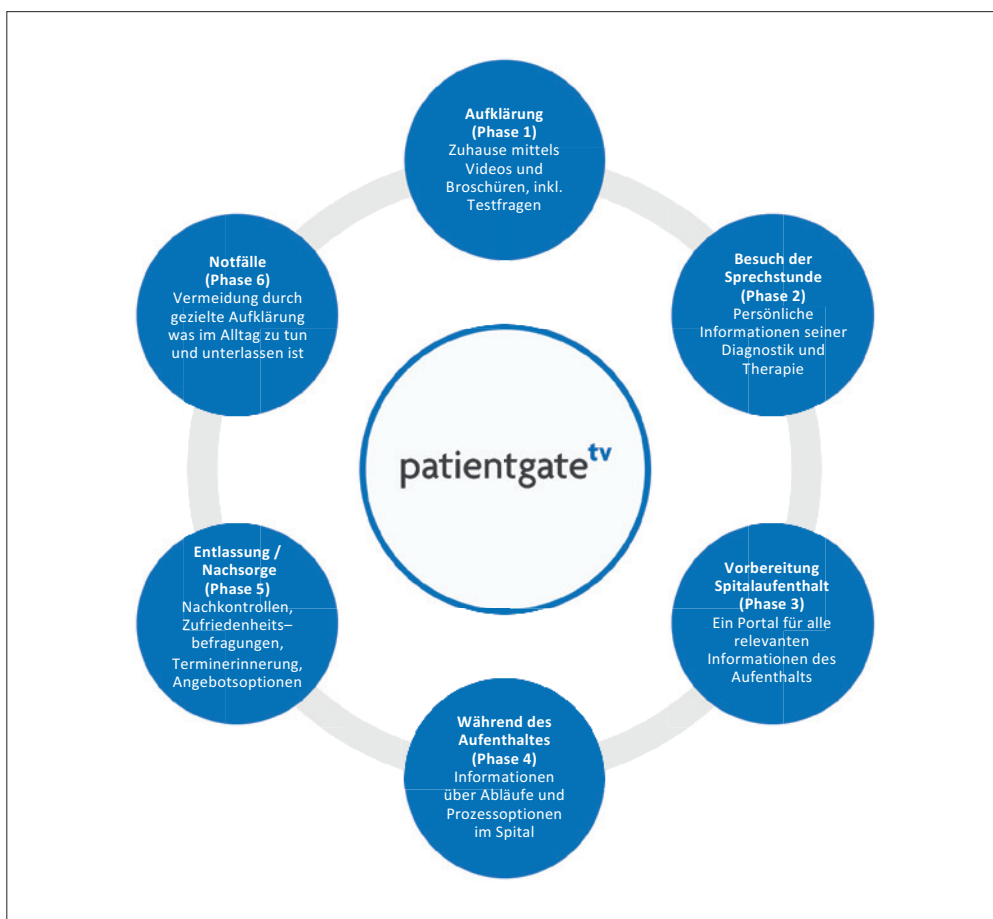 Aufklärung
(Phase 1)
Zuhause mittels
Videos und
Broschüren, inkl.
Testfragen
Besuch der
Sprechstunde
(Phase 2)
Persönliche
Informationen seiner
Diagnostik und
Therapie
Vorbereitung
Spitalaufenthalt
(Phase 3)
Ein Portal für alle
relevanten
Informationen des
Aufenthalts
Während des
Aufenthaltes
(Phase 4)
Informationen
über Abläufe und
Prozessoptionen
im Spital
Entlassung /
Nachsorge
(Phase 5)
Nachkontrollen,
Zufriedenheits–
befragungen,
Terminerinnerung,
Angebotsoptionen
Notfälle
(Phase 6)
Vermeidung durch
gezielte Aufklärung
was im Alltag zu tun
und unterlassen ist
patientgate tv